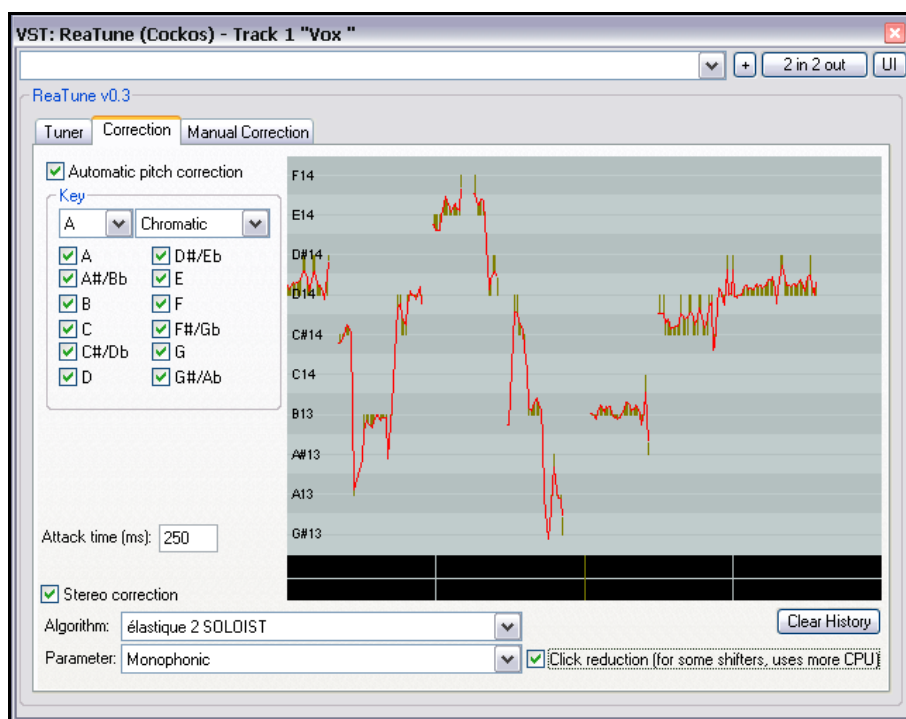 VST: ReaTune (Cockos) - Track 1 "Vox "
+ 2 in 2 out UI
ReaTune v0.3
Tuner Correction Manual Correction
Automatic pitch correction
Key
A Chromatic
A D#/Eb
A#/Bb E
B F
C F#/Gb
C#/Db G
D G#/Ab
F14
E14
D#14
D14
C#14
C14
B13
A#13
A13
G#13
Attack time (ms): 250
Stereo correction
Algorithm: élastique 2 SOLOIST
Clear History
Parameter: Monophonic
Click reduction (for some shifters, uses more CPU)